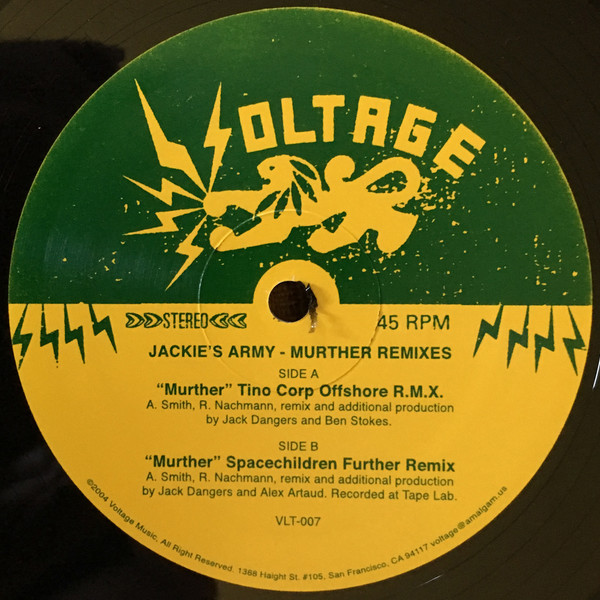 VOLTAGE
STEREO
45 RPM
JACKIE'S ARMY - MURTHER REMIXES
SIDE A
“Murther” Tino Corp Offshore R.M.X.
A. Smith, R. Nachmann, remix and additional production
by Jack Dangers and Ben Stokes.
SIDE B
“Murther” Spacechildren Further Remix
A. Smith, R. Nachmann, remix and additional production
by Jack Dangers and Alex Artaud. Recorded at Tape Lab.
VLT-007
©2004 Voltage Music, All Right Reserved. 1388 Haight St. #105, San Francisco, CA 94117 voltage@amalgam.us